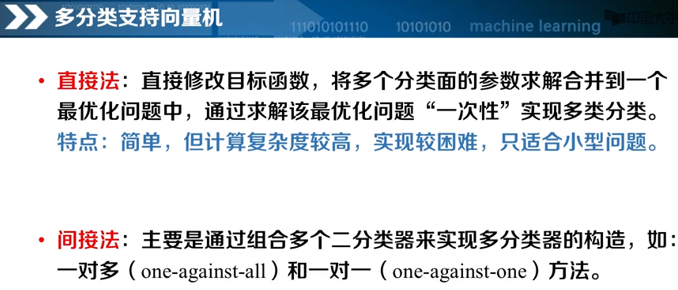 多分类支持向量机
111010101110 10101010 machine learning
• 直接法：直接修改目标函数，将多个分类面的参数求解合并到一个
最优化问题中，通过求解该最优化问题“一次性”实现多类分类。
特点：简单，但计算复杂度较高，实现较困难，只适合小型问题。
• 间接法：主要是通过组合多个二分类器来实现多分类器的构造，如：
一对多（one-against-all）和一对一（one-against-one）方法。